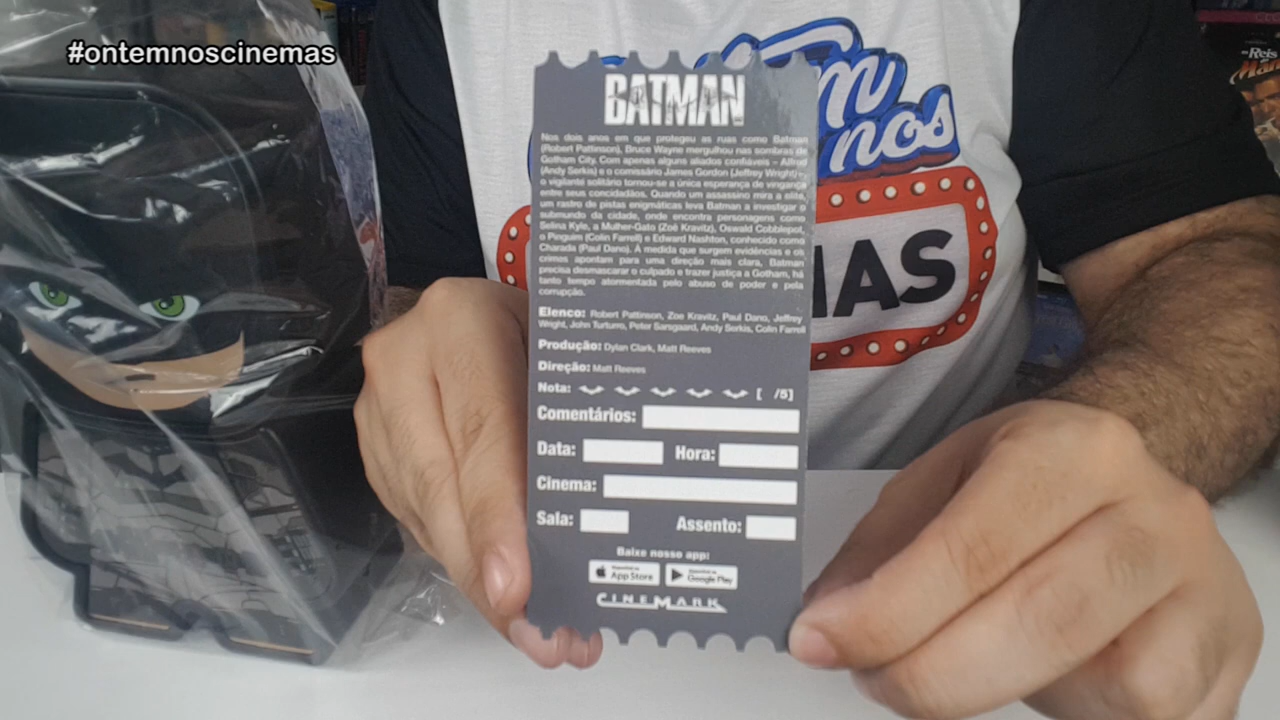 #ontemnoscinemas
BATMAN
Nos dois anos em que protegeu as ruas como Batman
(Robert Pattinson), Bruce Wayne mergulhou nas sombras de
Gotham City. Com apenas alguns aliados confiáveis – Alfred
(Andy Serkis) e o comissário James Gordon (Jeffrey Wright) –,
o vigilante solitário tornou-se a única esperança de vingança
entre seus concidadãos. Quando um assassino mira a elite,
um rastro de pistas enigmáticas leva Batman a investigar o
submundo da cidade, onde encontra personagens como
Selina Kyle, a Mulher-Gato (Zoë Kravitz), Oswald Cobblepot,
o Pinguim (Colin Farrell) e Edward Nashton, conhecido como
Charada (Paul Dano). À medida que surgem evidências e os
crimes apontam para uma direção mais clara, Batman
precisa desmascarar o culpado e trazer justiça a Gotham, há
tanto tempo atormentada pelo abuso de poder e pela
corrupção.
Elenco: Robert Pattinson, Zoe Kravitz, Paul Dano, Jeffrey
Wright, John Turturro, Peter Sarsgaard, Andy Serkis, Colin Farrell
Produção: Dylan Clark, Matt Reeves
Direção: Matt Reeves
Nota: [ /5]
Comentários:
Data: Hora:
Cinema:
Sala: Assento:
Baixe nosso app:
App Store Google Play
CINEMARK
nos
Reis